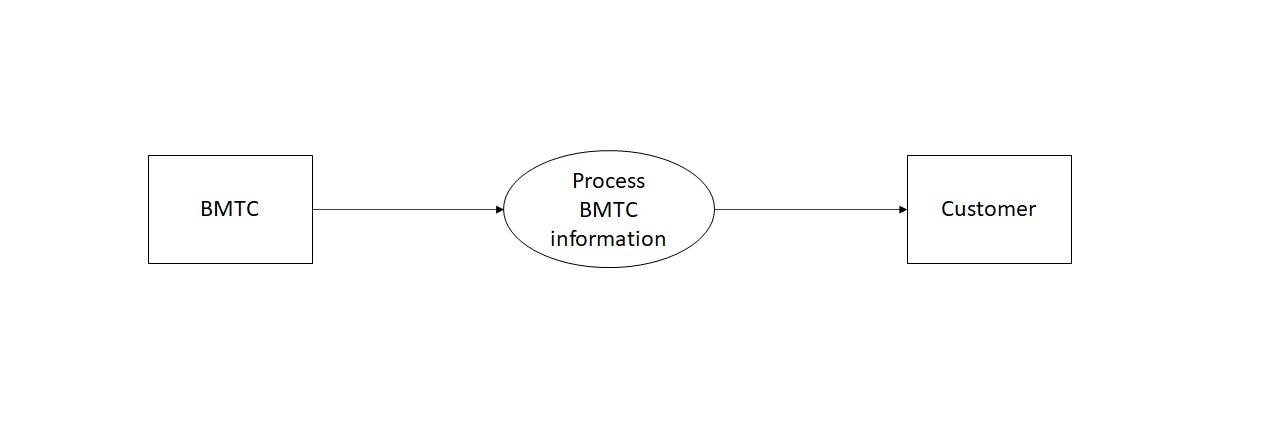 BMTC
Process
BMTC
information
Customer